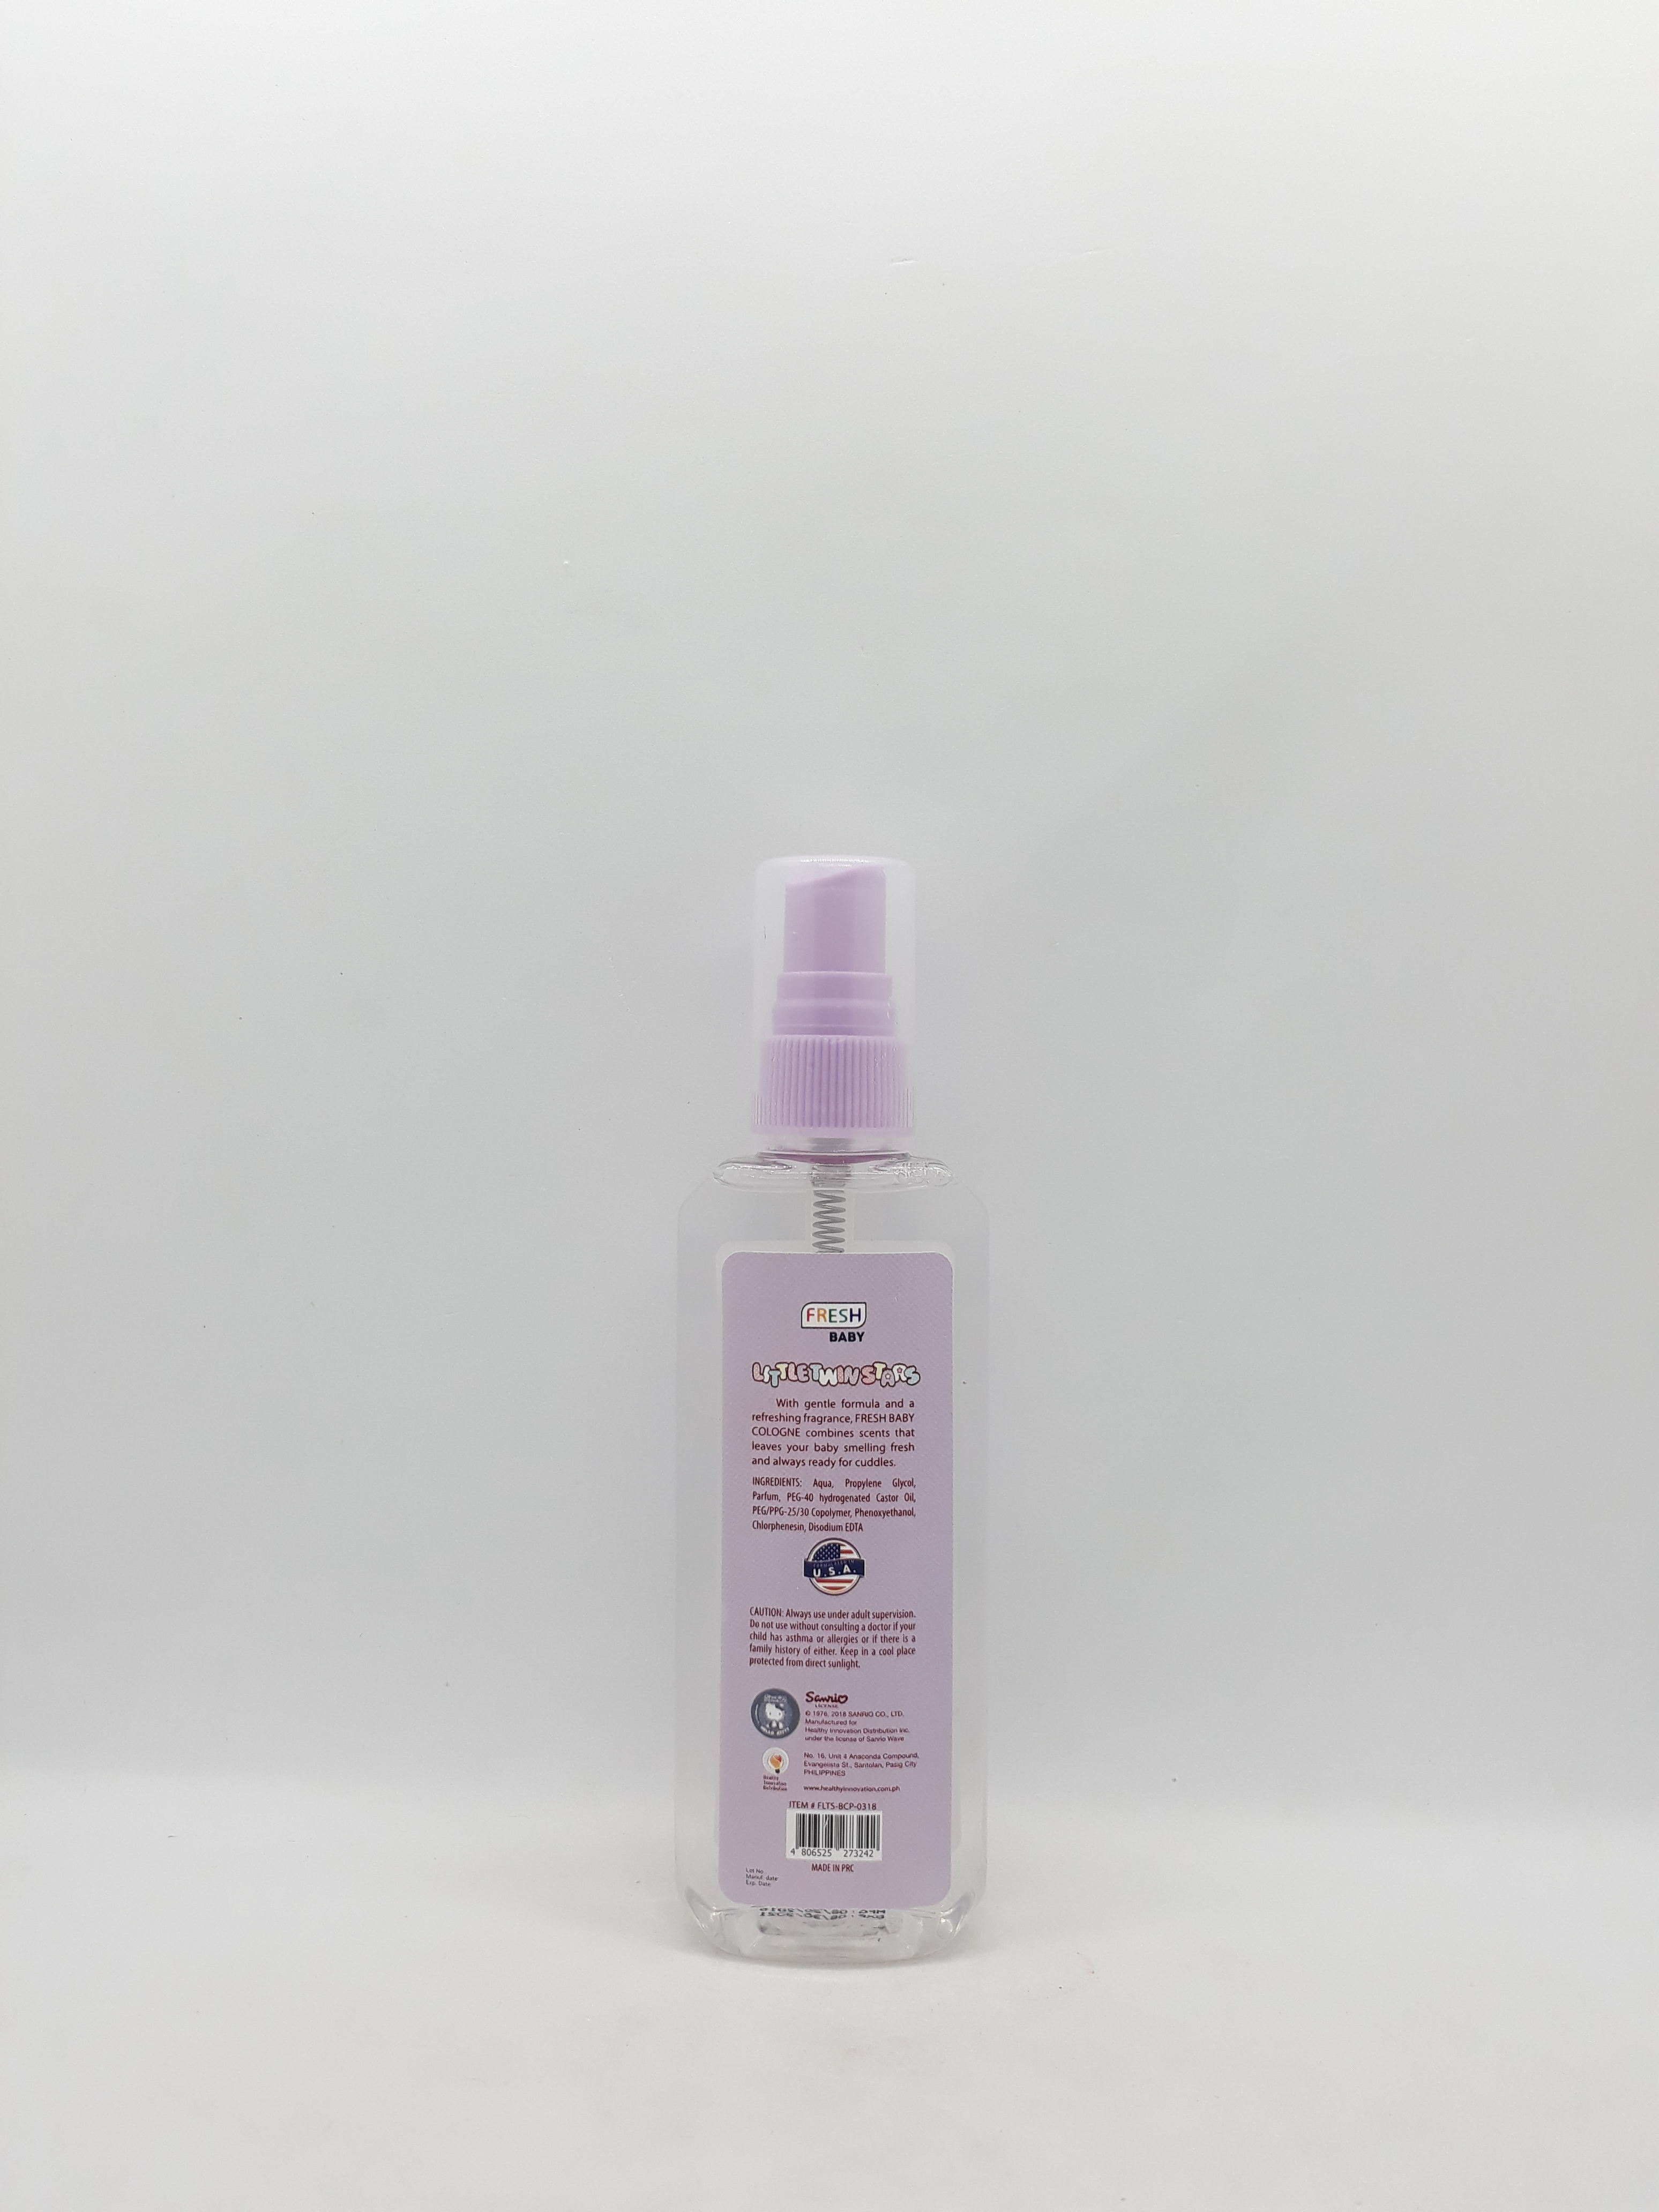 FRESH
BABY
LITTLE TWIN STARS
With gentle formula and a
refreshing fragrance, FRESH BABY
COLOGNE combines scents that
leaves your baby smelling fresh
and always ready for cuddles.
INGREDIENTS: Aqua, Propylene Glycol,
Parfum, PEG-40 hydrogenated Castor Oil,
PEG/PPG-25/30 Copolymer, Phenoxyethanol,
Chlorphenesin, Disodium EDTA
U.S.A.
CAUTION: Always use under adult supervision.
Do not use without consulting a doctor if your
child has asthma or allergies or if there is a
family history of either. Keep in a cool place
protected from direct sunlight.
Sanrio
LICENSE
© 1976, 2018 SANRIO CO., LTD.
Manufactured for
Healthy Innovation Distribution Inc.
under the license of Sanrio Wave
HELLO KITTY
No. 16, Unit 4 Anaconda Compound,
Evangelista St., Santolan, Pasig City
PHILIPPINES
Healthy
Innovation
Distribution
www.healthyinnovation.com.ph
ITEM # FLTS-BCP-0318
4 806525 273242
MADE IN PRC
Lot No.
Manuf. date
Exp. Date